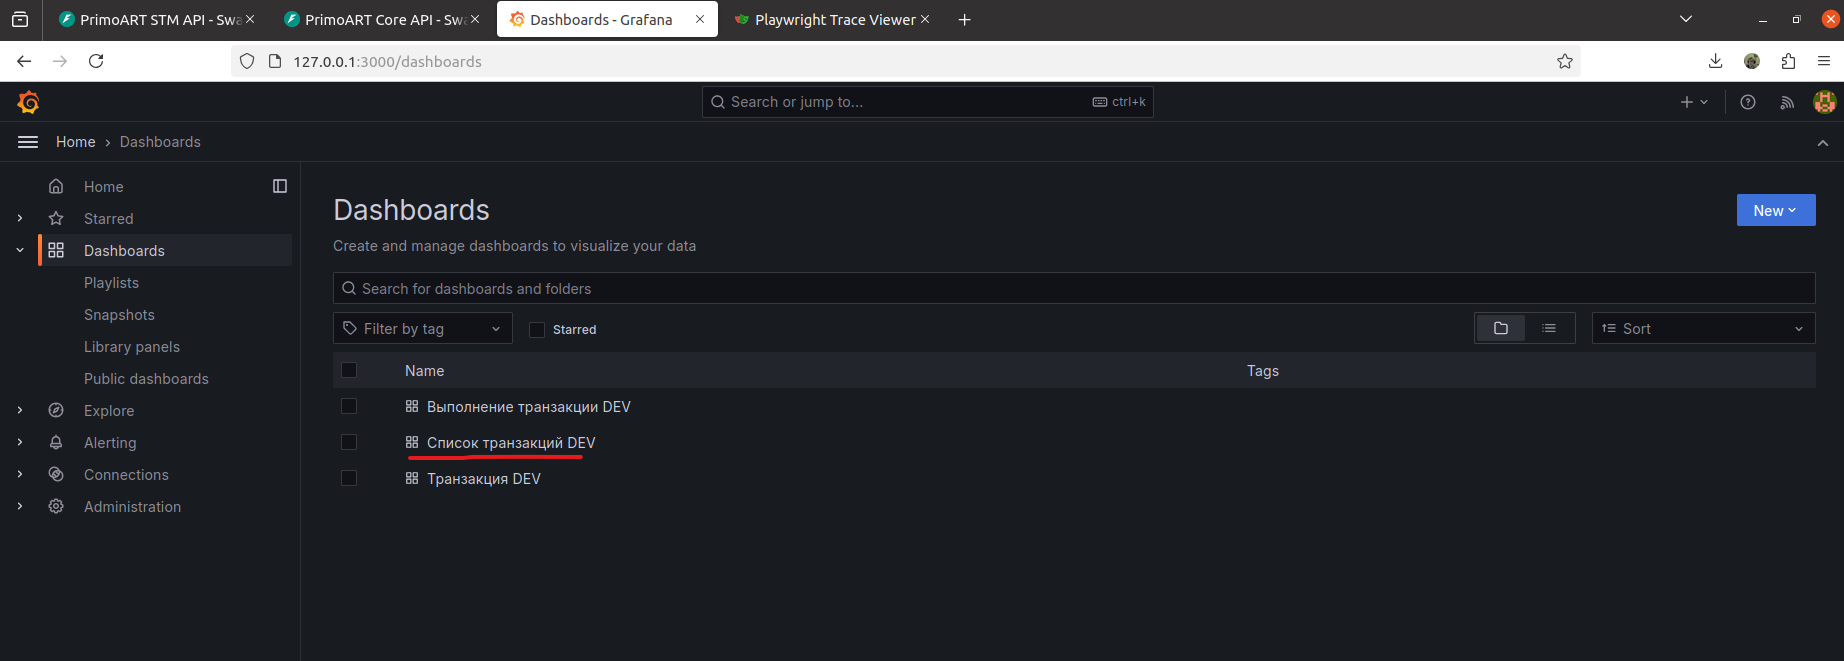 PrimoART STM API - Swa
PrimoART Core API - Swa
Dashboards - Grafana
Playwright Trace Viewer
127.0.0.1:3000/dashboards
Search or jump to...
ctrl+k
Home › Dashboards
Home
Starred
Dashboards
Playlists
Snapshots
Library panels
Public dashboards
Explore
Alerting
Connections
Administration
Dashboards
New
Create and manage dashboards to visualize your data
Search for dashboards and folders
Filter by tag
Starred
Sort
Name Tags
Выполнение транзакции DEV
Список транзакций DEV
Транзакция DEV